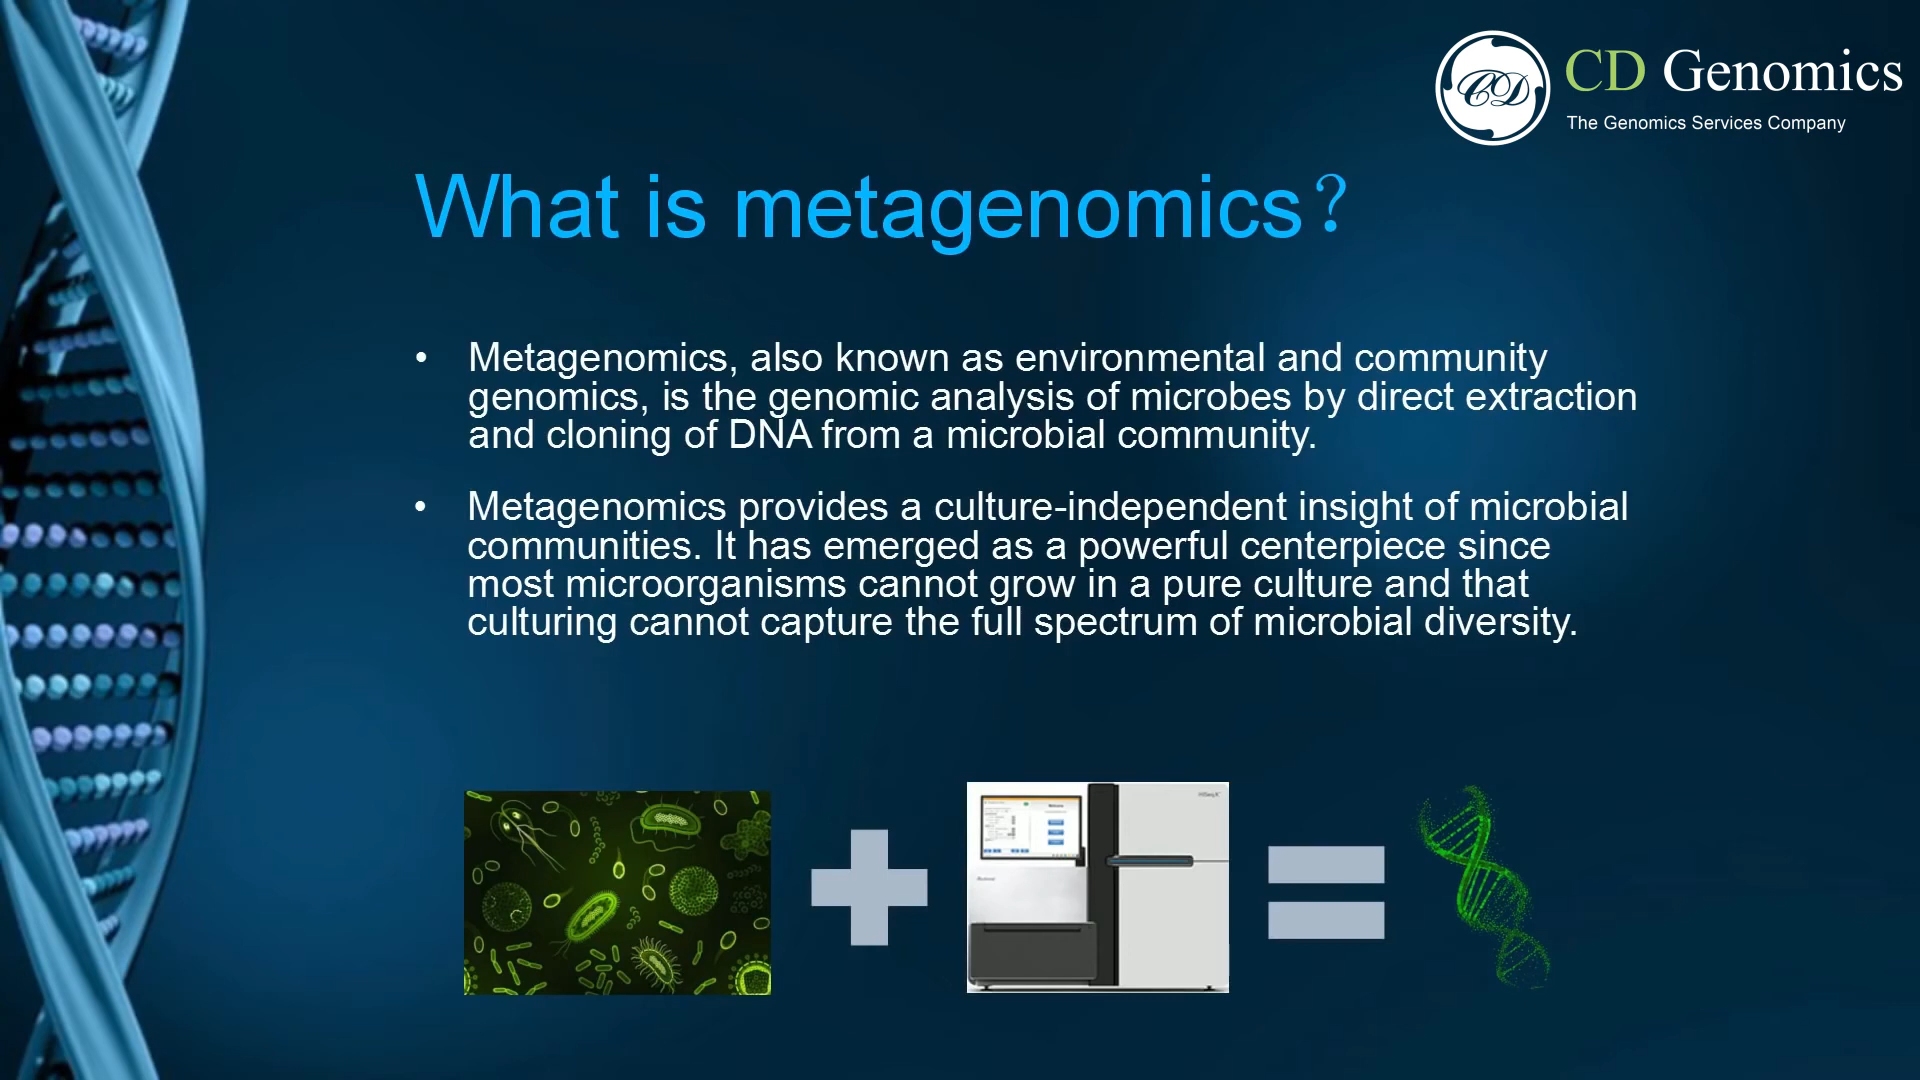 CD
CD Genomics
The Genomics Services Company
What is metagenomics？
• Metagenomics, also known as environmental and community
genomics, is the genomic analysis of microbes by direct extraction
and cloning of DNA from a microbial community.
• Metagenomics provides a culture-independent insight of microbial
communities. It has emerged as a powerful centerpiece since
most microorganisms cannot grow in a pure culture and that
culturing cannot capture the full spectrum of microbial diversity.